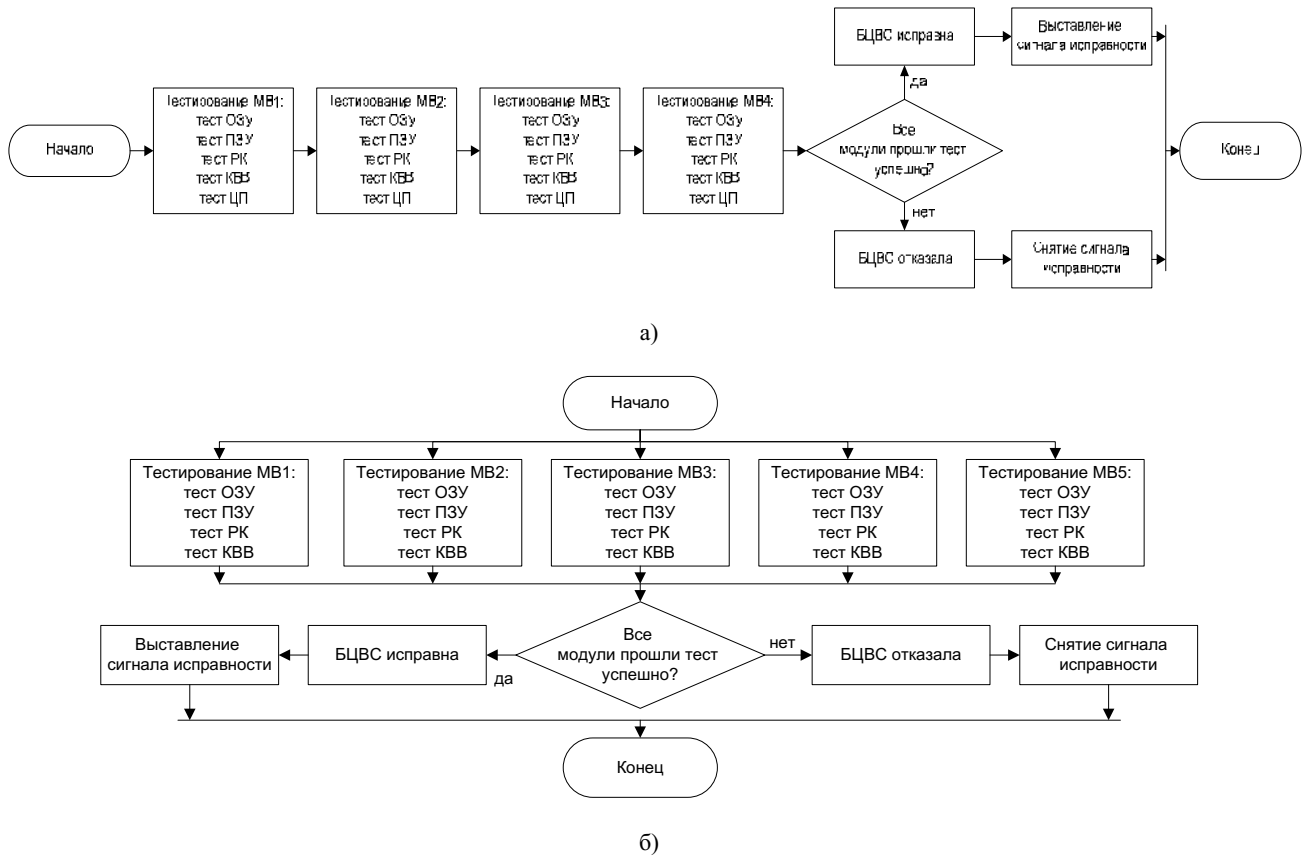 БЦВС исправна
Выставление
сигнала исправности
да
Начало
Тестирование МВ1:
тест ОЗУ
тест ПЗУ
тест РК
тест КВВ
тест ЦП
Тестирование МВ2:
тест ОЗУ
тест ПЗУ
тест РК
тест КВВ
тест ЦП
Тестирование МВ3:
тест ОЗУ
тест ПЗУ
тест РК
тест КВВ
тест ЦП
Тестирование МВ4:
тест ОЗУ
тест ПЗУ
тест РК
тест КВВ
тест ЦП
Все
модули прошли тест
успешно?
Конец
нет
БЦВС отказала
Снятие сигнала
исправности
а)
Начало
Тестирование МВ1:
тест ОЗУ
тест ПЗУ
тест РК
тест КВВ
Тестирование МВ2:
тест ОЗУ
тест ПЗУ
тест РК
тест КВВ
Тестирование МВ3:
тест ОЗУ
тест ПЗУ
тест РК
тест КВВ
Тестирование МВ4:
тест ОЗУ
тест ПЗУ
тест РК
тест КВВ
Тестирование МВ5:
тест ОЗУ
тест ПЗУ
тест РК
тест КВВ
Выставление
сигнала исправности
БЦВС исправна
да
Все
модули прошли тест
успешно?
нет
БЦВС отказала
Снятие сигнала
исправности
Конец
б)